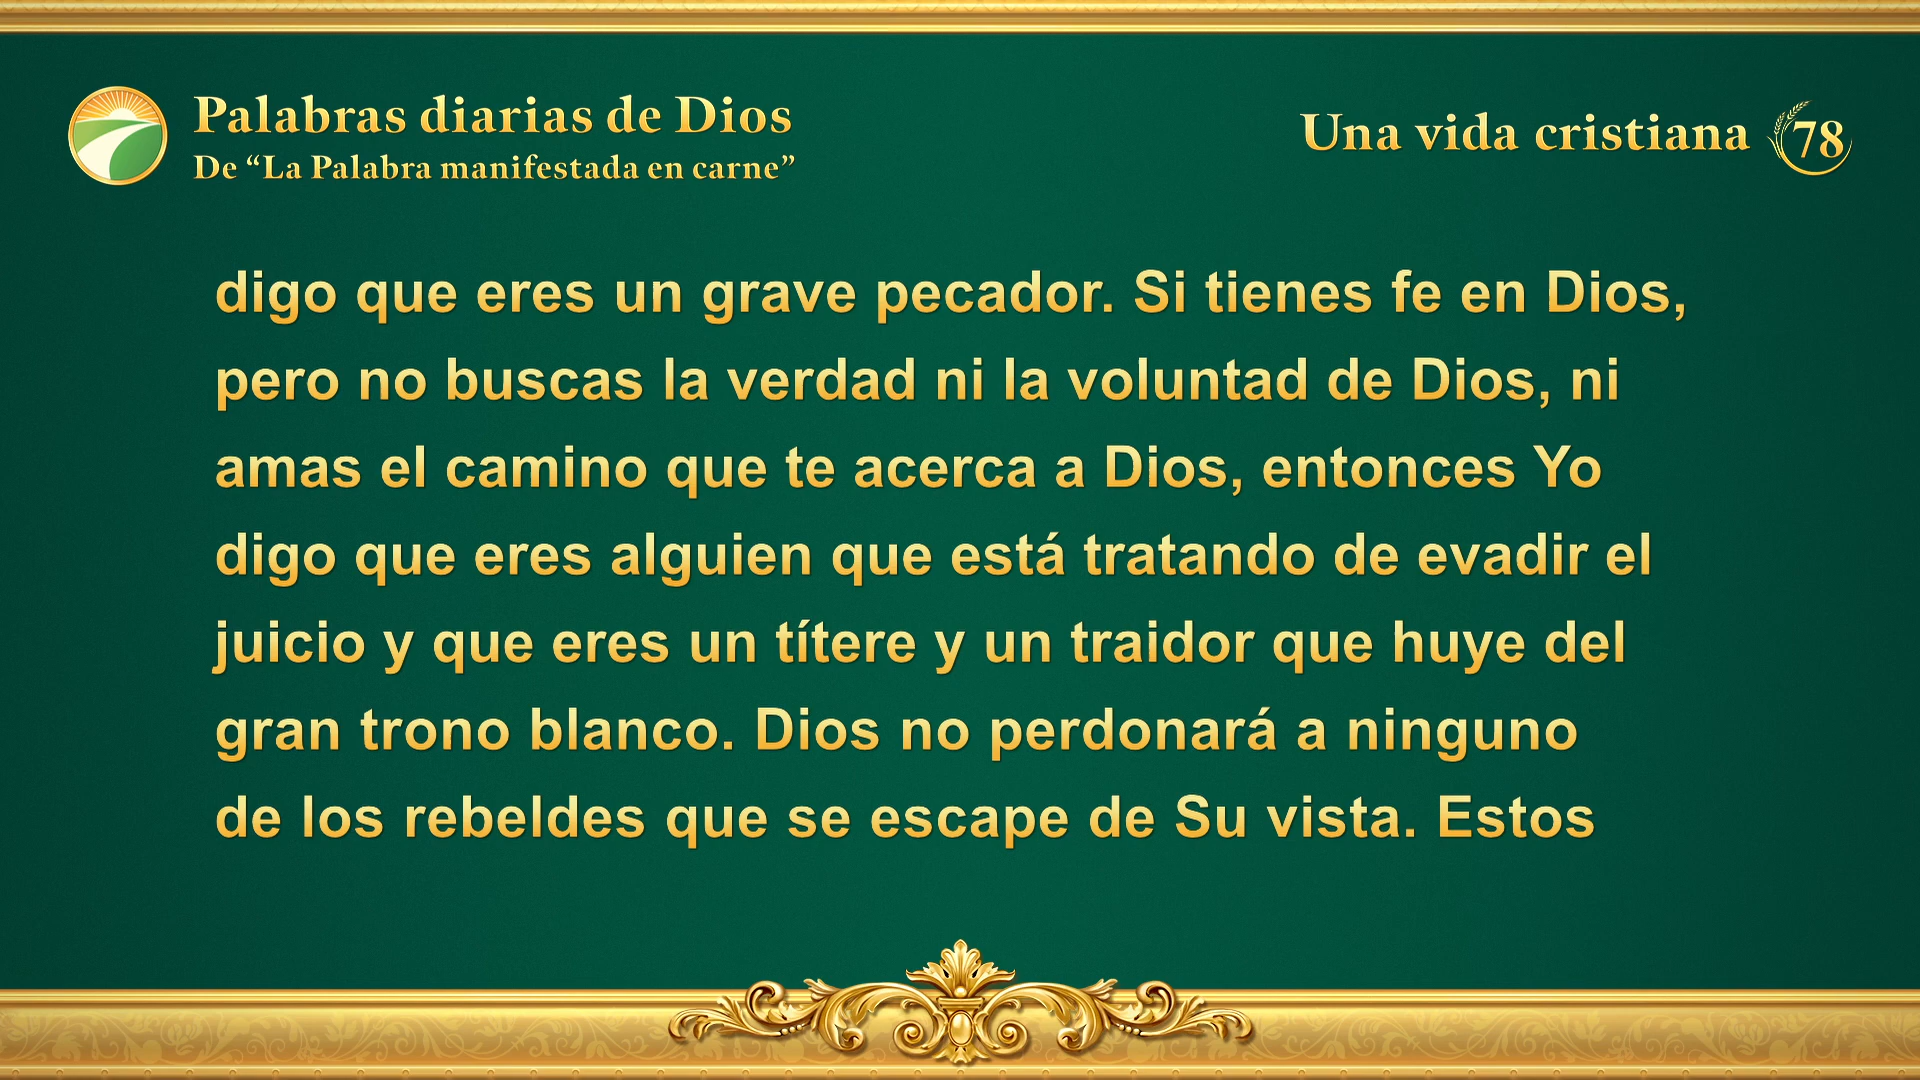 Palabras diarias de Dios
De “La Palabra manifestada en carne”
Una vida cristiana 78
digo que eres un grave pecador. Si tienes fe en Dios,
pero no buscas la verdad ni la voluntad de Dios, ni
amas el camino que te acerca a Dios, entonces Yo
digo que eres alguien que está tratando de evadir el
juicio y que eres un títere y un traidor que huye del
gran trono blanco. Dios no perdonará a ninguno
de los rebeldes que se escape de Su vista. Estos